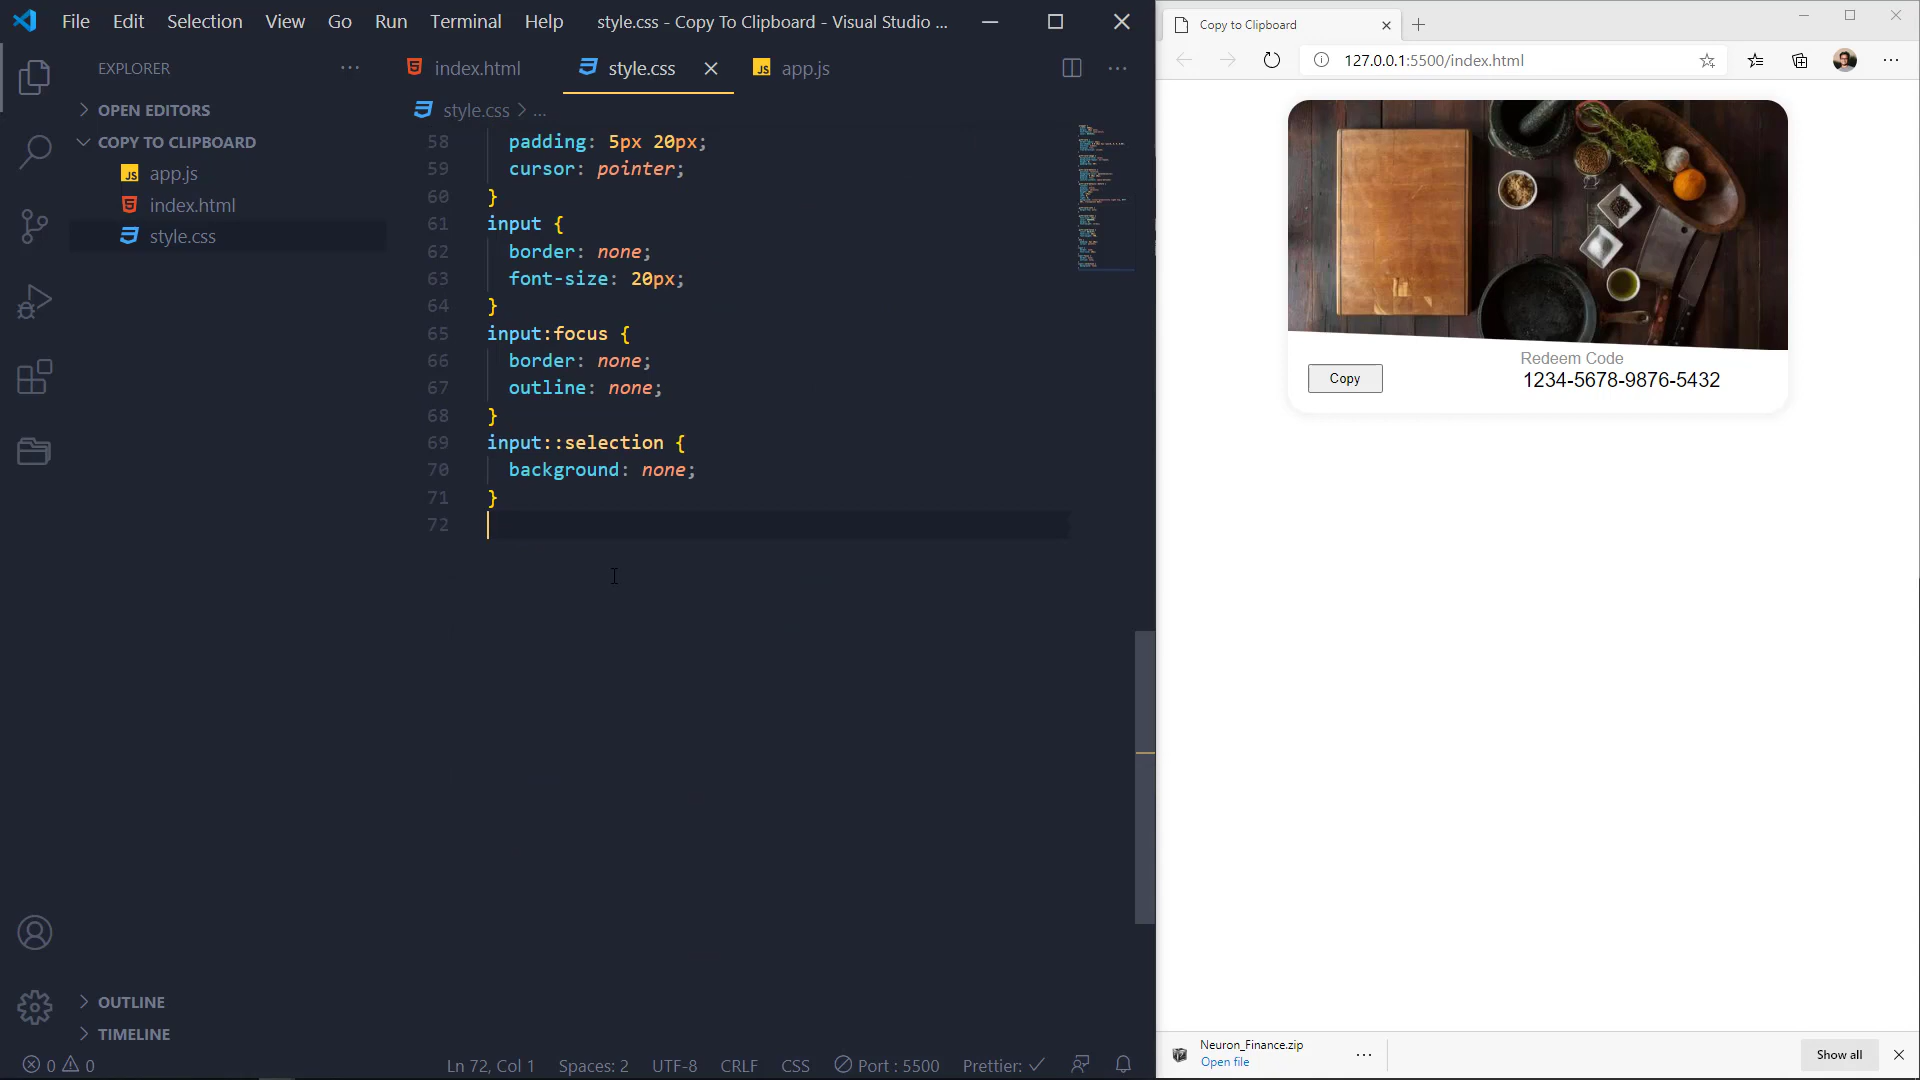 File Edit Selection View Go Run Terminal Help style.css - Copy To Clipboard - Visual Studio ...
EXPLORER
OPEN EDITORS
COPY TO CLIPBOARD
JS app.js
index.html
style.css
OUTLINE
TIMELINE
index.html style.css JS app.js
style.css > ...
58 padding: 5px 20px;
59 cursor: pointer;
60 }
61 input {
62 border: none;
63 font-size: 20px;
64 }
65 input:focus {
66 border: none;
67 outline: none;
68 }
69 input::selection {
70 background: none;
71 }
72
0 0 Ln 72, Col 1 Spaces: 2 UTF-8 CRLF CSS Port : 5500 Prettier:
Copy to Clipboard
127.0.0.1:5500/index.html
Redeem Code
Copy 1234-5678-9876-5432
Neuron_Finance.zip
Open file
Show all